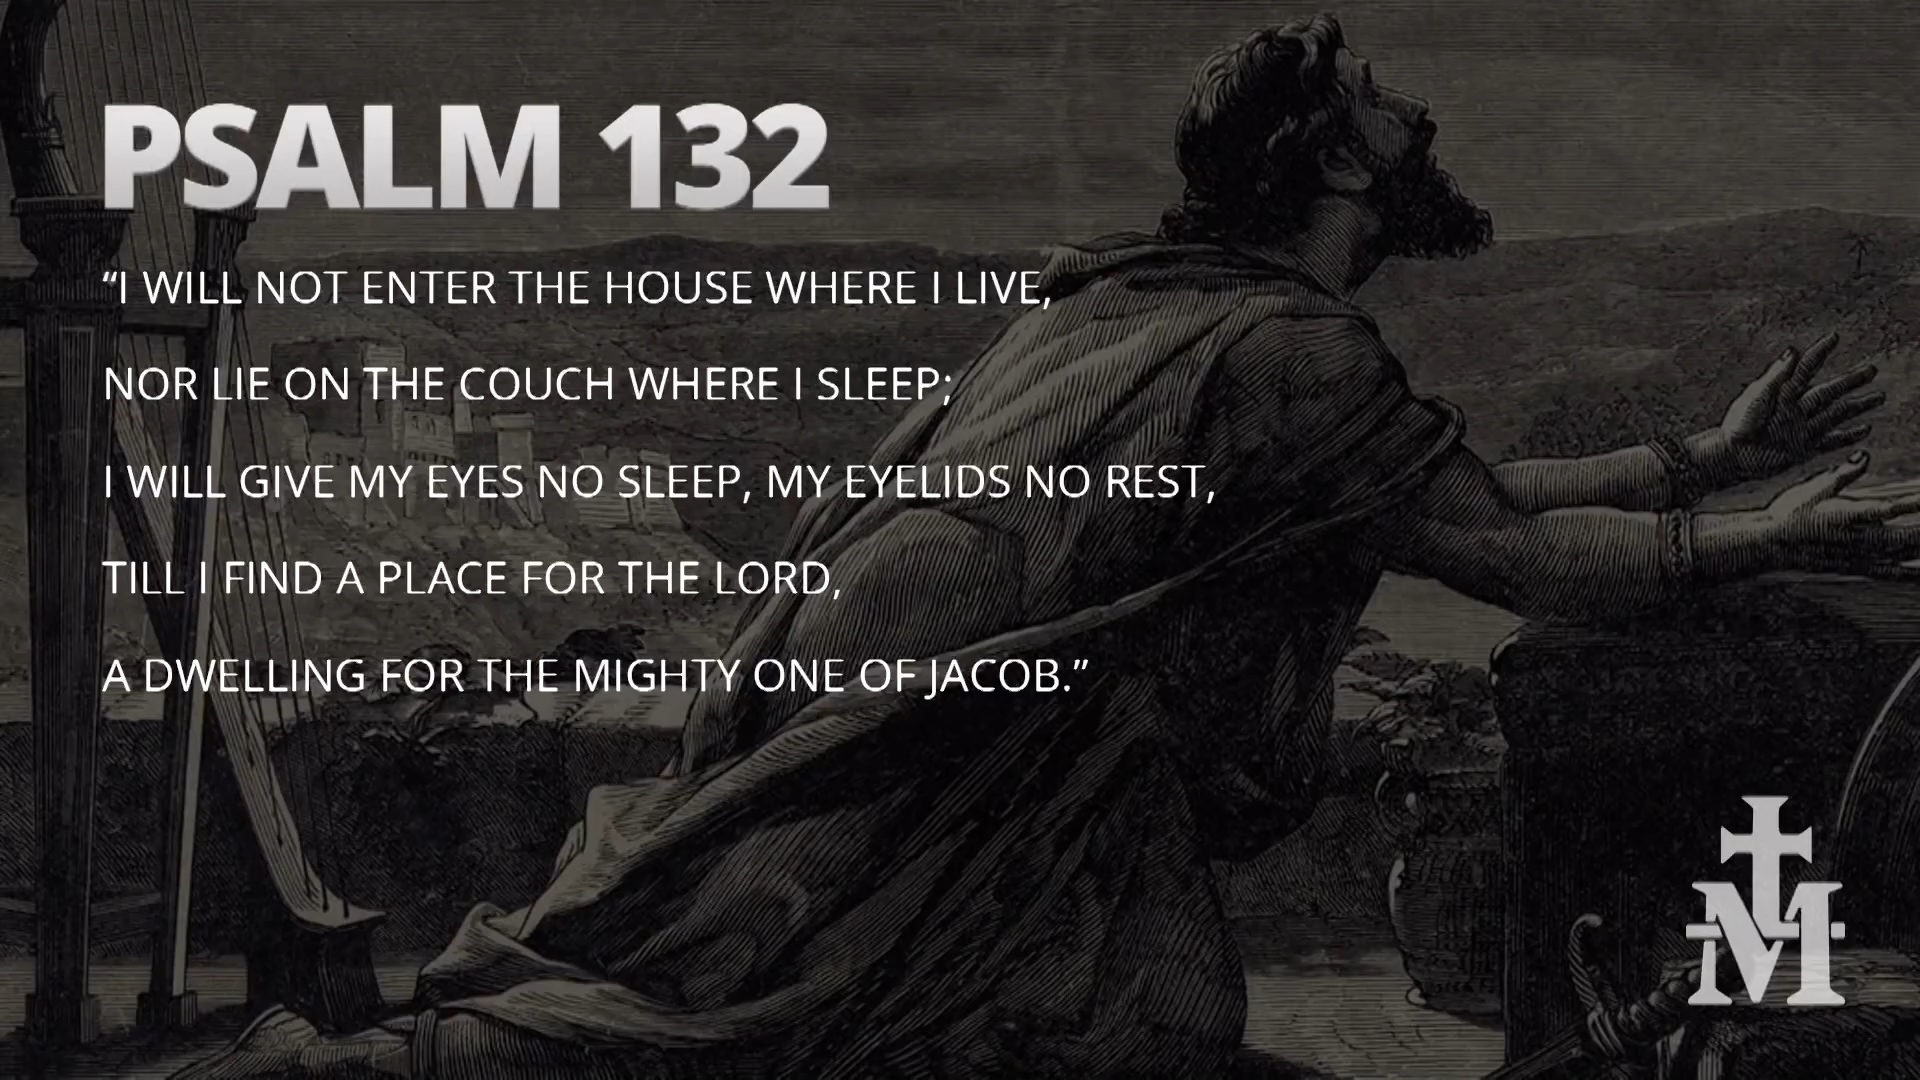 PSALM 132
“I WILL NOT ENTER THE HOUSE WHERE I LIVE,
NOR LIE ON THE COUCH WHERE I SLEEP;
I WILL GIVE MY EYES NO SLEEP, MY EYELIDS NO REST,
TILL I FIND A PLACE FOR THE LORD,
A DWELLING FOR THE MIGHTY ONE OF JACOB.”
M